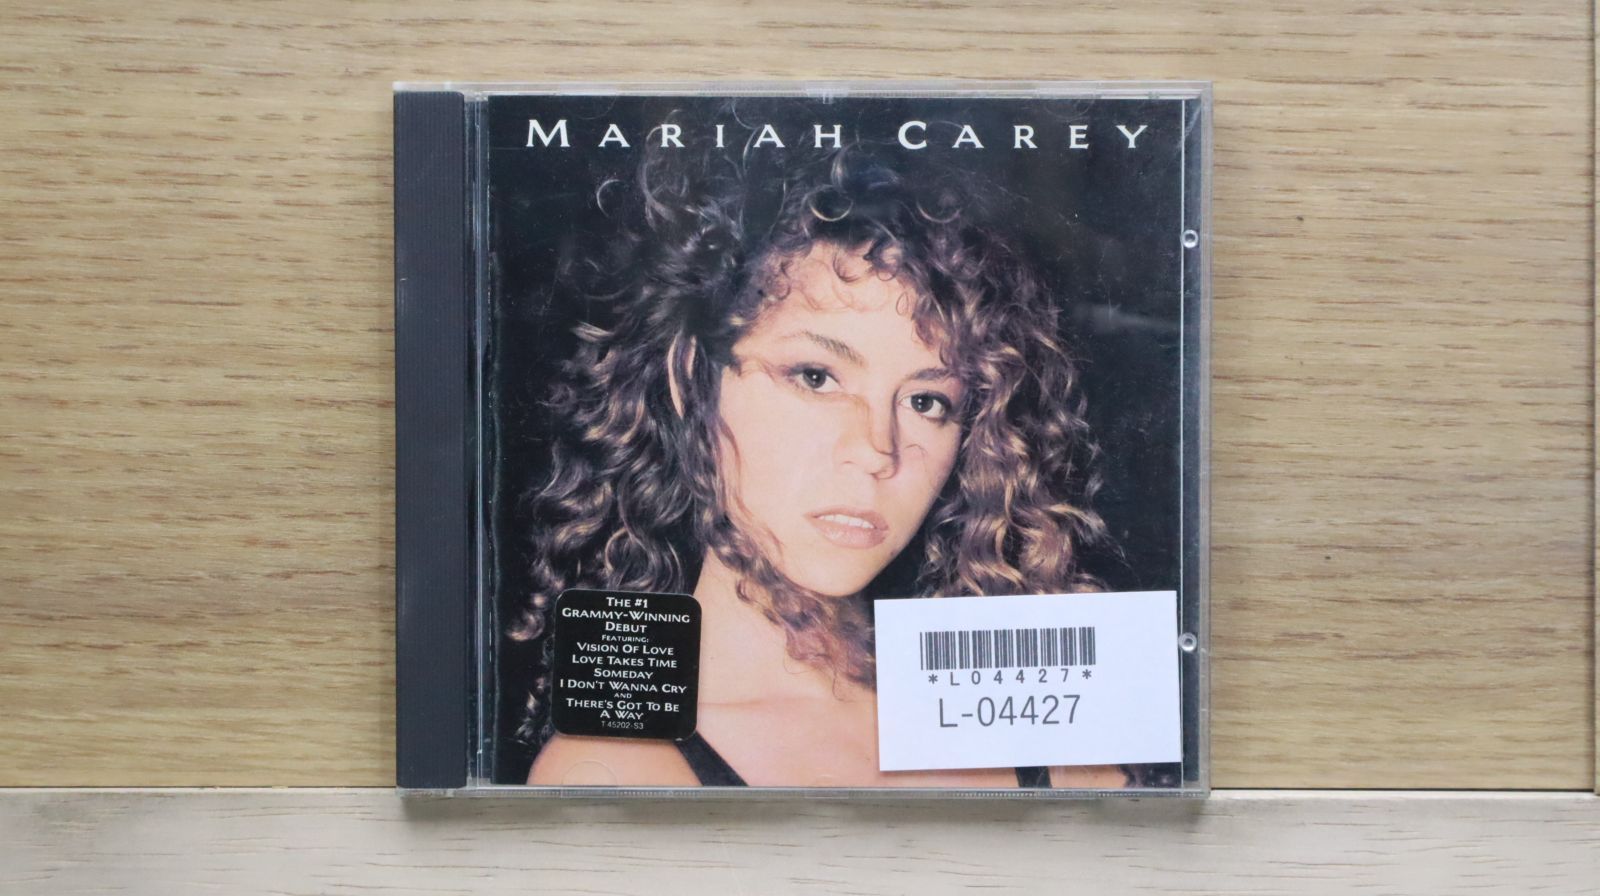 MARIAH CAREY
THE #1
GRAMMY-WINNING
DEBUT
FEATURING:
VISION OF LOVE
LOVE TAKES TIME
SOMEDAY
I DON'T WANNA CRY
AND
THERE'S GOT TO BE
A WAY
T 45202-S3
*L04427*
L-04427